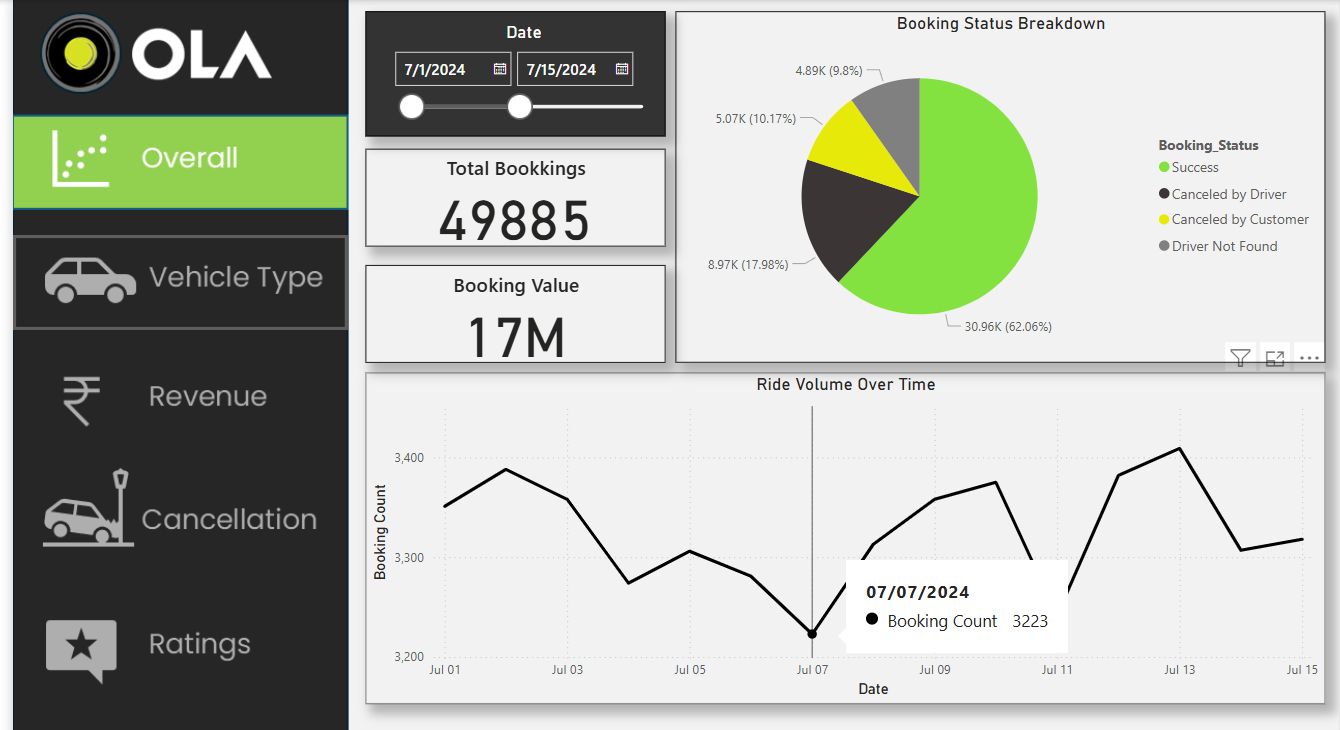 OLA
Overall
Vehicle Type
Revenue
Cancellation
Ratings
Date
7/1/2024 7/15/2024
Total Bookkings
49885
Booking Value
17M
Booking Status Breakdown
4.89K (9.8%)
5.07K (10.17%)
8.97K (17.98%)
30.96K (62.06%)
Booking_Status
Success
Canceled by Driver
Canceled by Customer
Driver Not Found
Ride Volume Over Time
Booking Count
3,400
3,300
3,200
07/07/2024
Booking Count 3223
Jul 01 Jul 03 Jul 05 Jul 07 Jul 09 Jul 11 Jul 13 Jul 15
Date